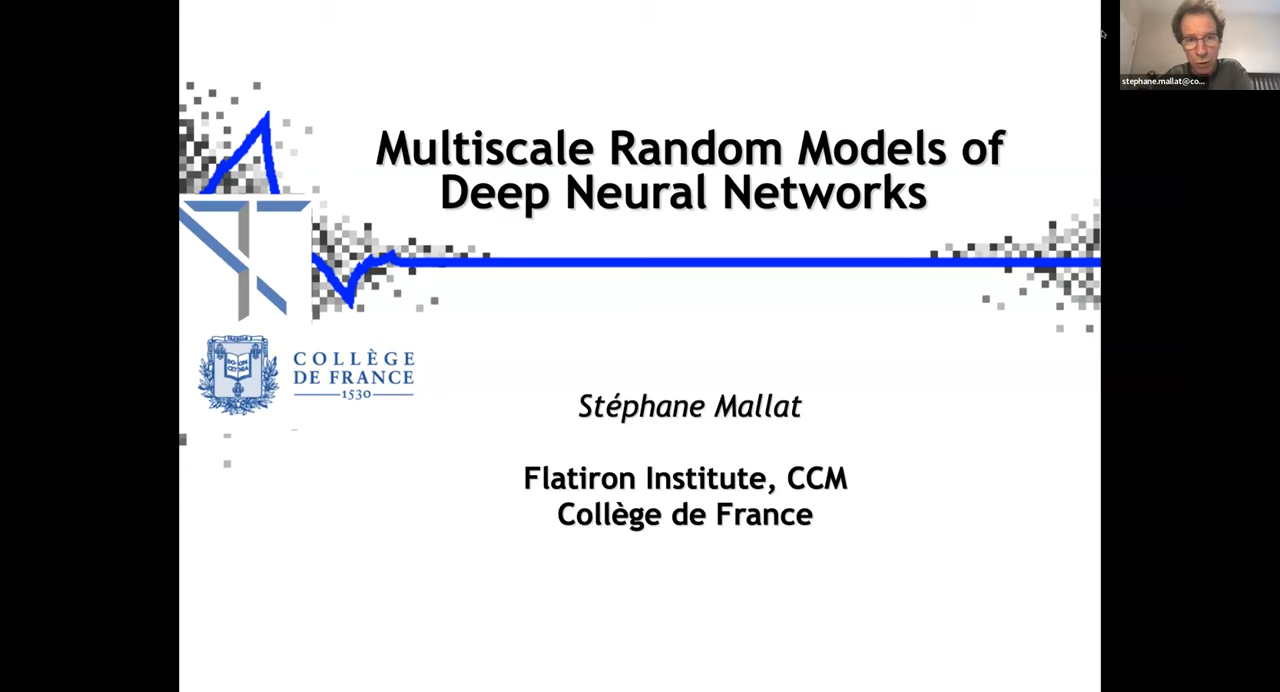 stephane.mallat@co...
Multiscale Random Models of
Deep Neural Networks
COLLÈGE
DE FRANCE
1530
Stéphane Mallat
Flatiron Institute, CCM
Collège de France